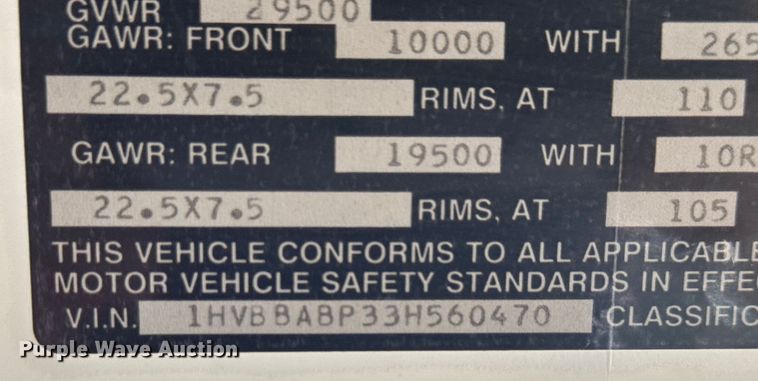 GVWR 29500
GAWR: FRONT 10000 WITH 265
22.5X7.5 RIMS, AT 110
GAWR: REAR 19500 WITH 10R
22.5X7.5 RIMS, AT 105
THIS VEHICLE CONFORMS TO ALL APPLICABLE
MOTOR VEHICLE SAFETY STANDARDS IN EFFE
V.I.N. 1HVBBABP33H560470 CLASSIFIC
Purple Wave Auction